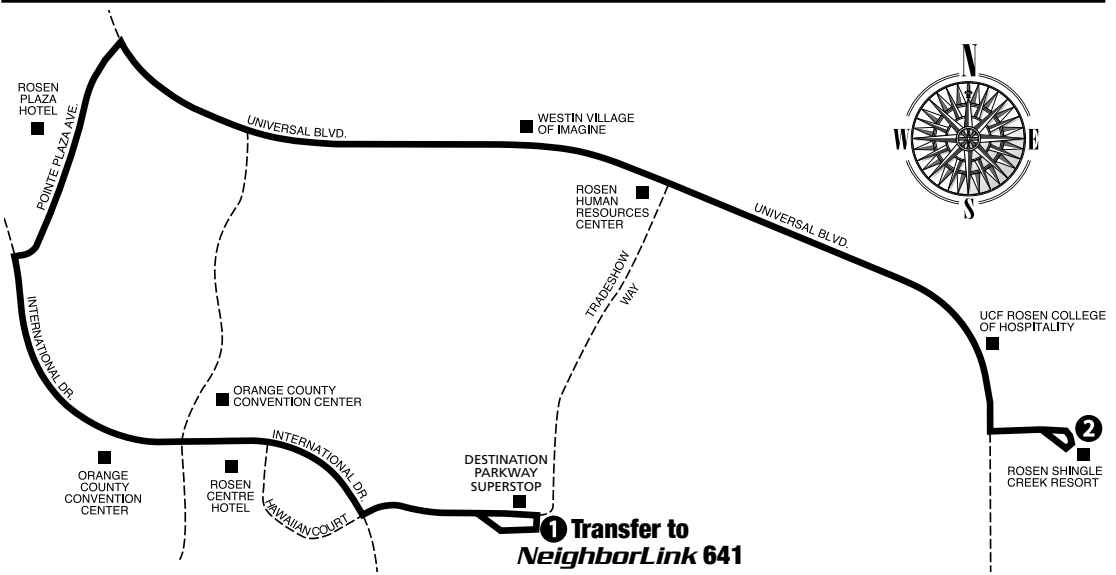 N
W
E
S
ROSEN
PLAZA
HOTEL
POINTE PLAZA AVE.
UNIVERSAL BLVD.
WESTIN VILLAGE
OF IMAGINE
ROSEN
HUMAN
RESOURCES
CENTER
UNIVERSAL BLVD.
TRADESHOW
WAY
INTERNATIONAL DR.
UCF ROSEN COLLEGE
OF HOSPITALITY
ORANGE COUNTY
CONVENTION CENTER
INTERNATIONAL DR.
ORANGE
COUNTY
CONVENTION
CENTER
ROSEN
CENTRE
HOTEL
HAWAIIAN COURT
DESTINATION
PARKWAY
SUPERSTOP
2
ROSEN SHINGLE
CREEK RESORT
1 Transfer to
NeighborLink 641